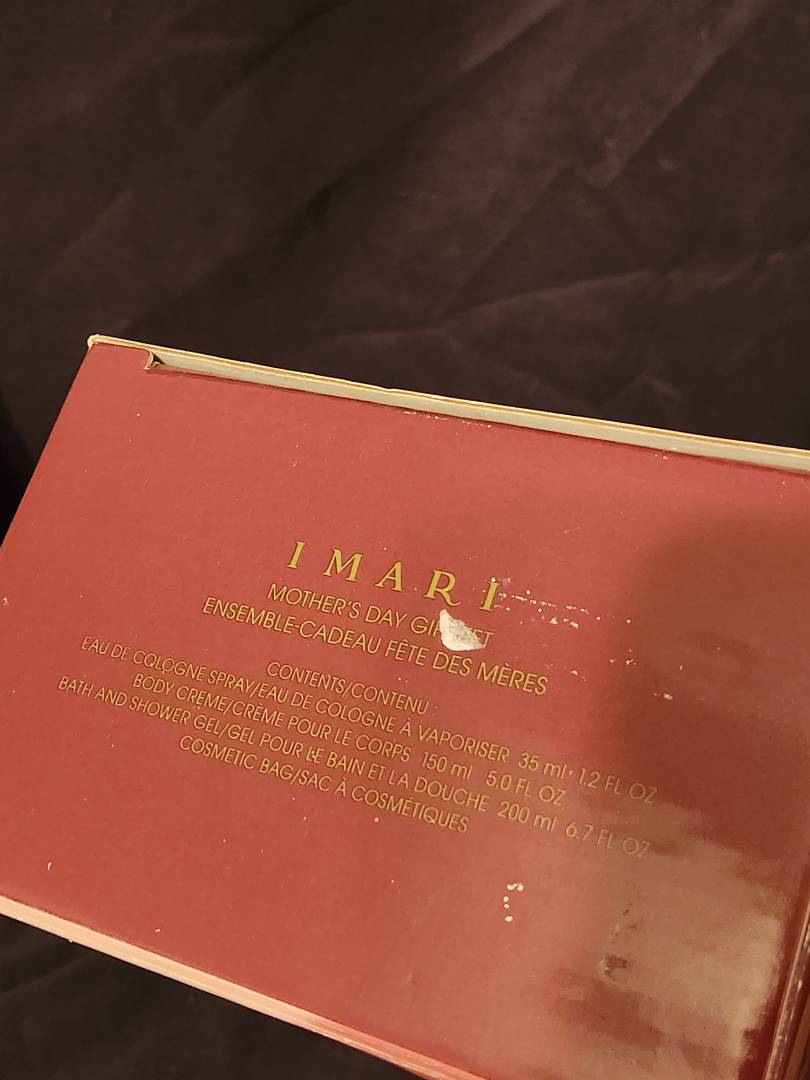 IMARI
MOTHER'S DAY
ENSEMBLE-CADEAU FÊTE DES MÈRES
CONTENTS/CONTENU :
EAU DE COLOGNE SPRAY/EAU DE COLOGNE À VAPORISER 35 ml • 1.2 FL OZ
BODY CREME/CRÈME POUR LE CORPS 150 ml 5.0 FL OZ
BATH AND SHOWER GEL/GEL POUR LE BAIN ET LA DOUCHE 200 ml 6.7 FL OZ
COSMETIC BAG/SAC À COSMÉTIQUES